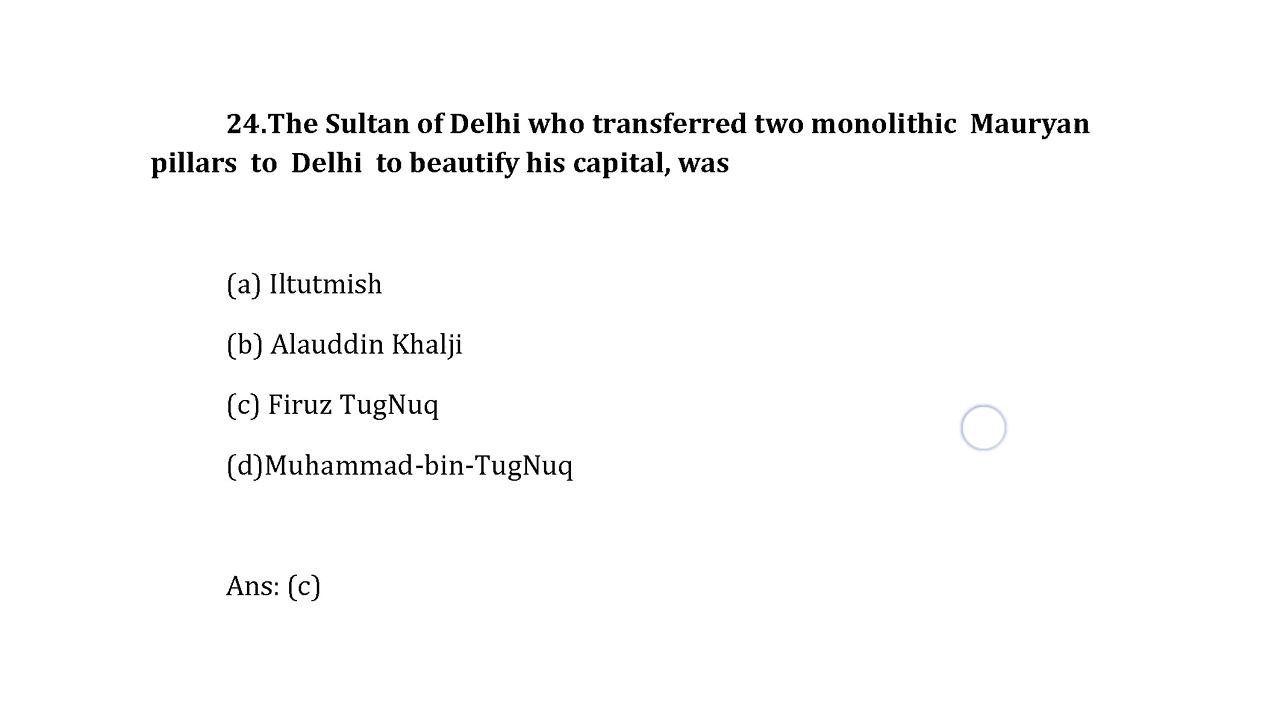 24.The Sultan of Delhi who transferred two monolithic Mauryan
pillars to Delhi to beautify his capital, was
(a) Iltutmish
(b) Alauddin Khalji
(c) Firuz TugNuq
(d)Muhammad-bin-TugNuq
Ans: (c)